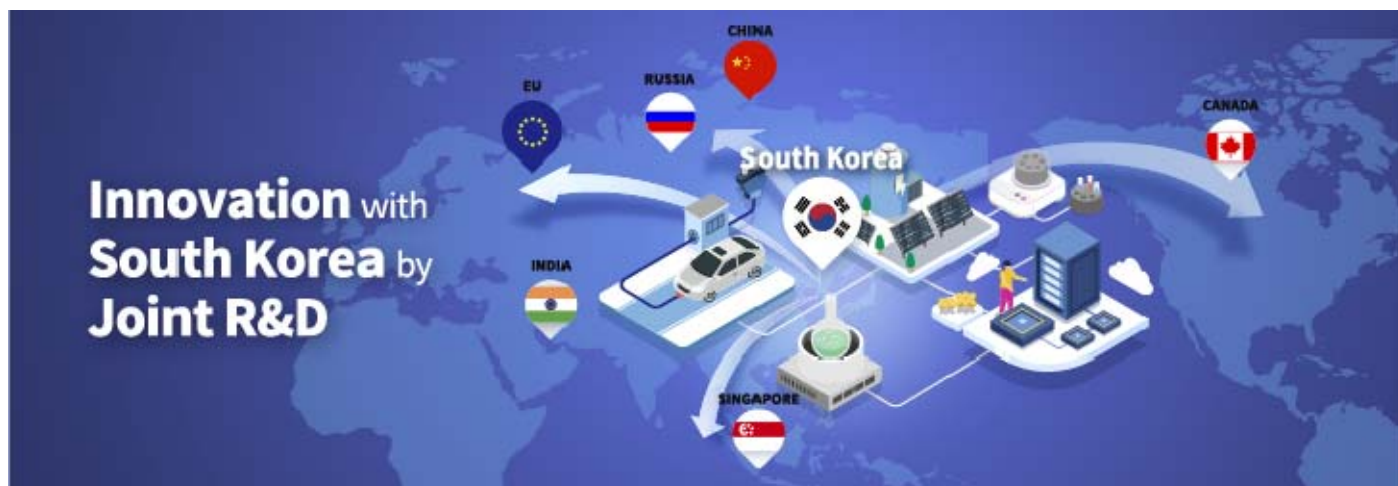 CHINA
RUSSIA
EU
CANADA
South Korea
Innovation with
South Korea by
Joint R&D
INDIA
SINGAPORE